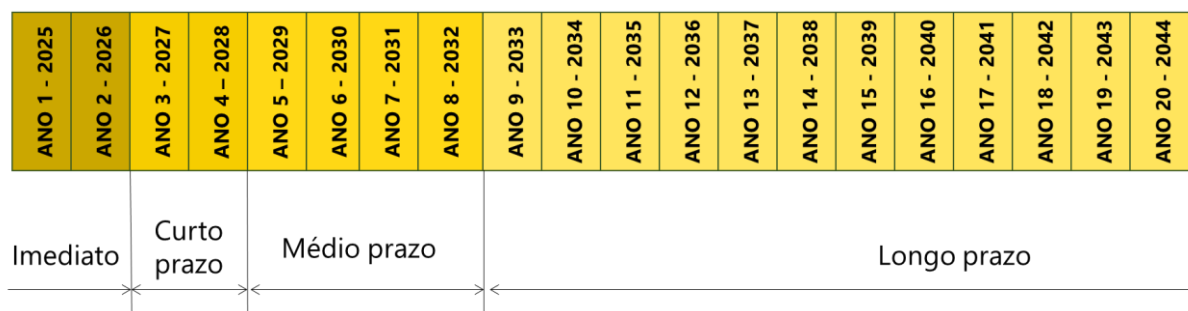 ANO 1 - 2025
ANO 2 - 2026
ANO 3 - 2027
ANO 4 – 2028
ANO 5 – 2029
ANO 6 - 2030
ANO 7 - 2031
ANO 8 - 2032
ANO 9 - 2033
ANO 10 - 2034
ANO 11 - 2035
ANO 12 - 2036
ANO 13 - 2037
ANO 14 - 2038
ANO 15 - 2039
ANO 16 - 2040
ANO 17 - 2041
ANO 18 - 2042
ANO 19 - 2043
ANO 20 - 2044
Imediato
Curto
prazo
Médio prazo
Longo prazo